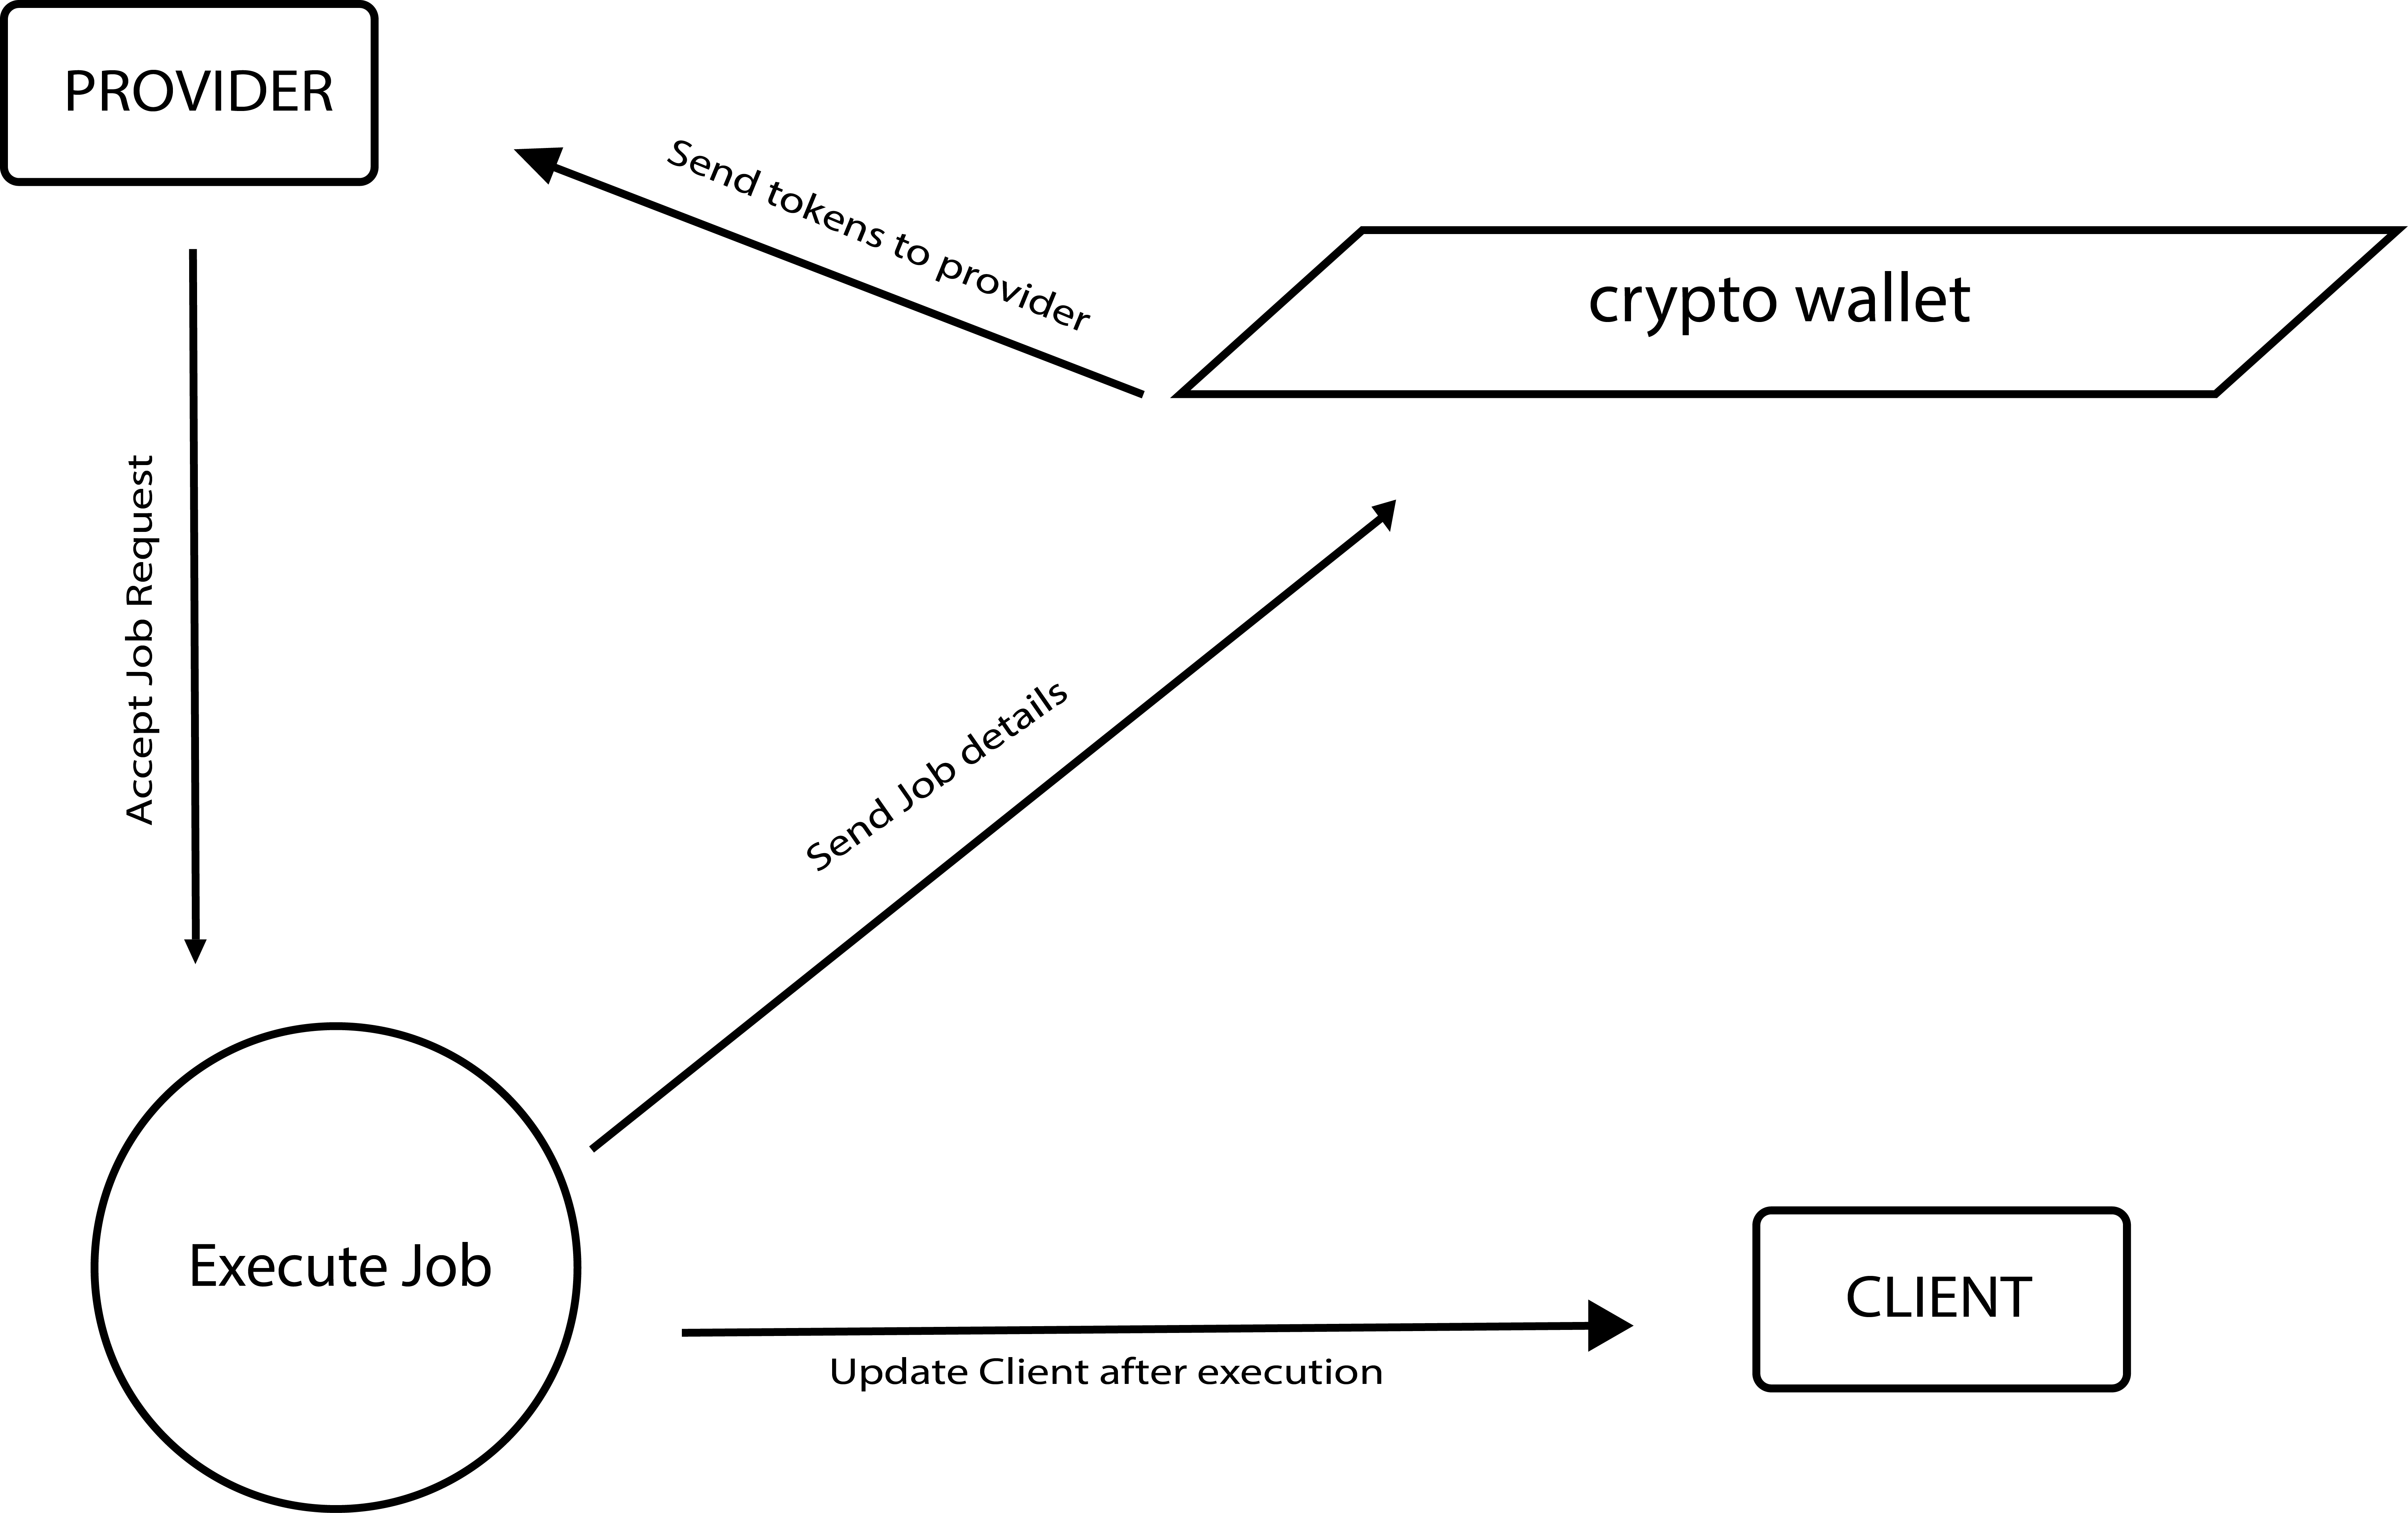 PROVIDER
Send tokens to provider
crypto wallet
Accept Job Request
Send Job details
Execute Job
CLIENT
Update Client after execution